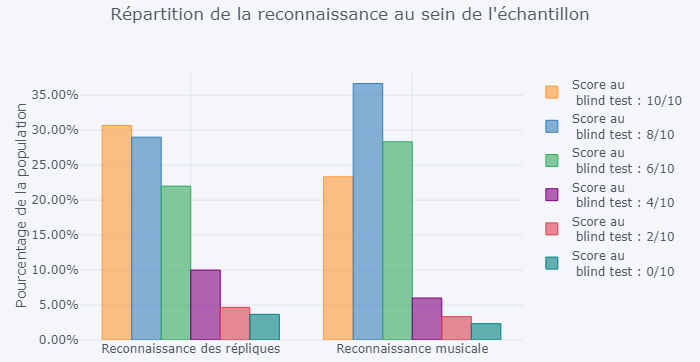 Répartition de la reconnaissance au sein de l'échantillon
Pourcentage de la population
35.00%
30.00%
25.00%
20.00%
15.00%
10.00%
5.00%
0.00%
Reconnaissance des répliques
Reconnaissance musicale
Score au
blind test : 10/10
Score au
blind test : 8/10
Score au
blind test : 6/10
Score au
blind test : 4/10
Score au
blind test : 2/10
Score au
blind test : 0/10